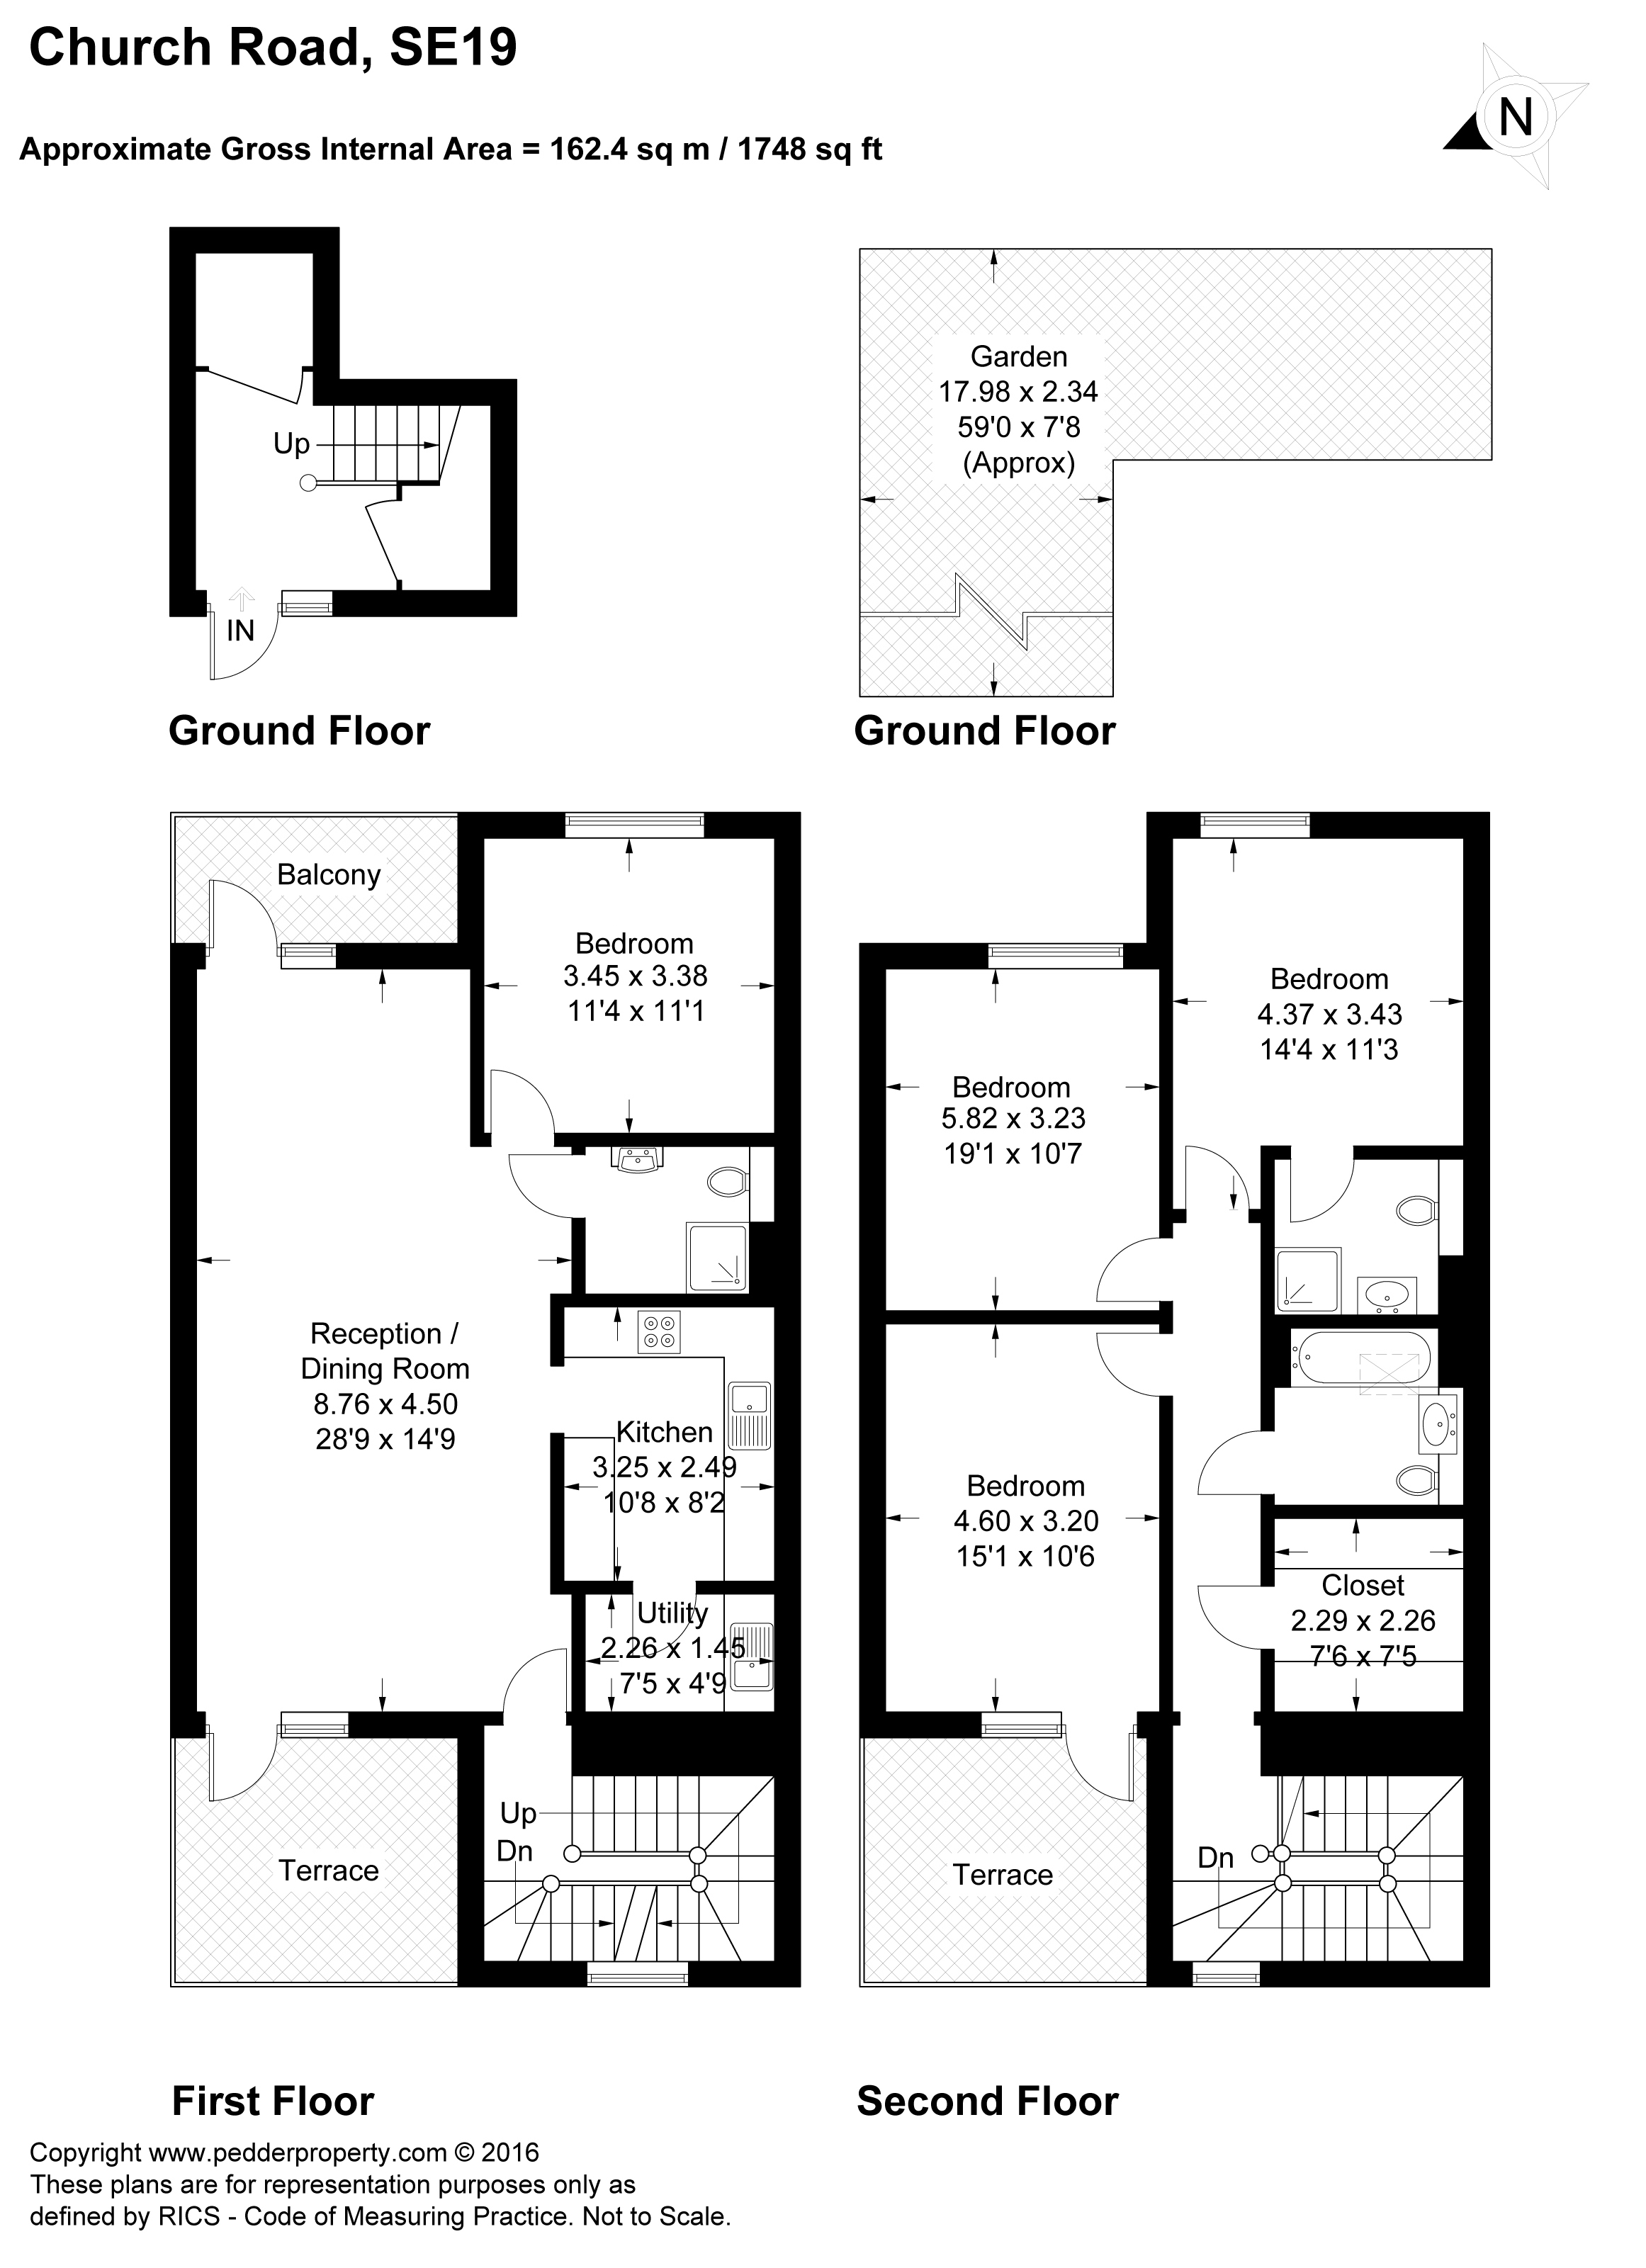 Church Road, SE19
N
Approximate Gross Internal Area = 162.4 sq m / 1748 sq ft
Up
IN
Ground Floor
Garden
17.98 x 2.34
59'0 x 7'8
(Approx)
Ground Floor
Balcony
Bedroom
3.45 x 3.38
11'4 x 11'1
Reception /
Dining Room
8.76 x 4.50
28'9 x 14'9
Kitchen
3.25 x 2.49
10'8 x 8'2
Utility
2.26 x 1.45
7'5 x 4'9
Up
Dn
Terrace
First Floor
Bedroom
4.37 x 3.43
14'4 x 11'3
Bedroom
5.82 x 3.23
19'1 x 10'7
Bedroom
4.60 x 3.20
15'1 x 10'6
Closet
2.29 x 2.26
7'6 x 7'5
Dn
Terrace
Second Floor
Copyright www.pedderproperty.com © 2016
These plans are for representation purposes only as
defined by RICS - Code of Measuring Practice. Not to Scale.